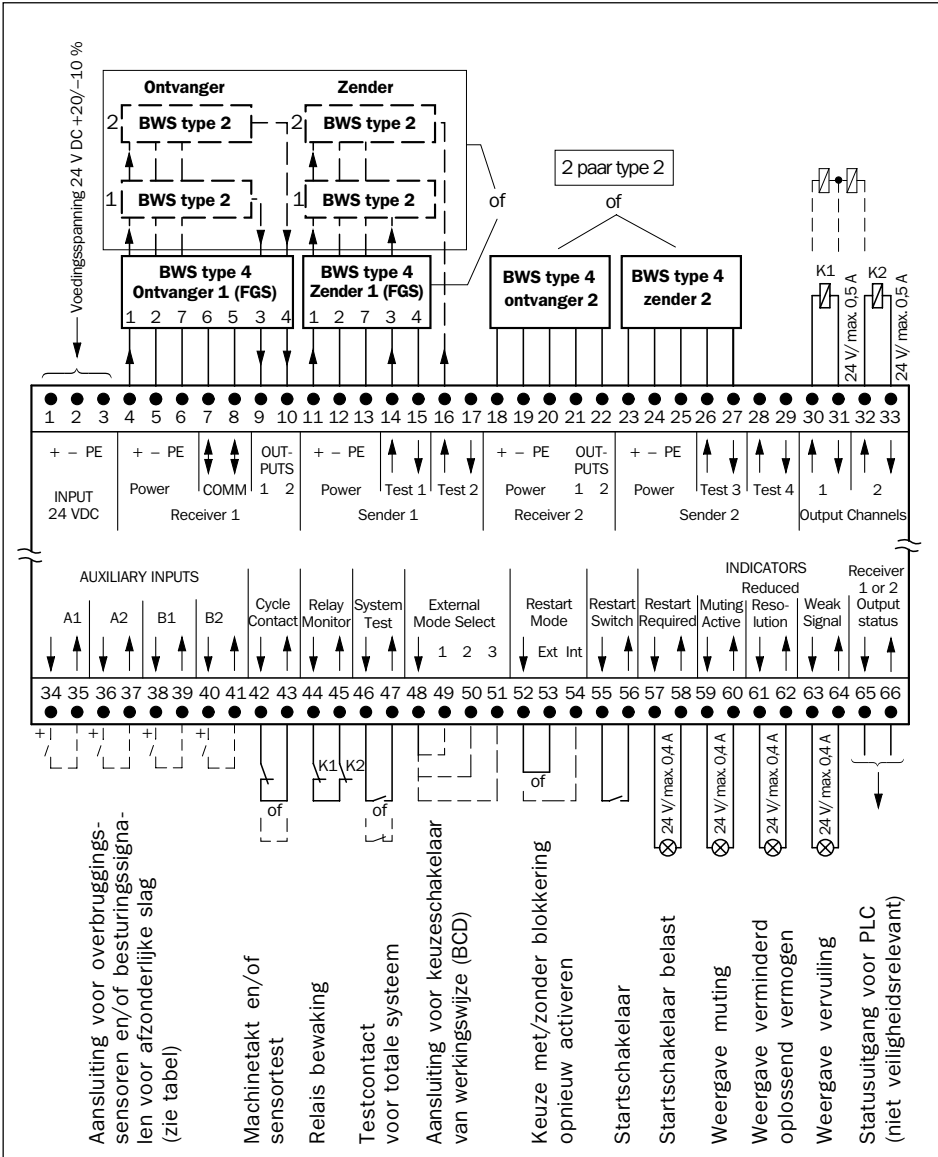 Voedingsspanning 24 V DC +20/–10 %
Ontvanger
Zender
2 BWS type 2
2 BWS type 2
1 BWS type 2
1 BWS type 2
of
2 paar type 2
of
BWS type 4
Ontvanger 1 (FGS)
1 2 7 6 5 3 4
BWS type 4
Zender 1 (FGS)
1 2 7 3 4
BWS type 4
ontvanger 2
BWS type 4
zender 2
K1
24 V/ max. 0,5 A
K2
24 V/ max. 0,5 A
1 2 3 4 5 6 7 8 9 10 11 12 13 14 15 16 17 18 19 20 21 22 23 24 25 26 27 28 29 30 31 32 33
+ – PE
INPUT
24 VDC
+ – PE
Power
COMM
OUT-
PUTS
1 2
Receiver 1
+ – PE
Power
Test 1
Test 2
Sender 1
+ – PE
Power
OUT-
PUTS
1 2
Receiver 2
+ – PE
Power
Test 3
Test 4
Sender 2
1
2
Output Channels
AUXILIARY INPUTS
A1
A2
B1
B2
Cycle
Contact
Relay
Monitor
System
Test
External
Mode Select
1 2 3
Restart
Mode
Ext Int
Restart
Switch
INDICATORS
Restart
Required
Muting
Active
Reduced
Reso-
lution
Weak
Signal
Receiver
1 or 2
Output
status
34 35 36 37 38 39 40 41 42 43 44 45 46 47 48 49 50 51 52 53 54 55 56 57 58 59 60 61 62 63 64 65 66
+
+
+
+
of
K1
K2
of
of
24 V/ max. 0,4 A
24 V/ max. 0,4 A
24 V/ max. 0,4 A
24 V/ max. 0,4 A
Aansluiting voor overbruggings-
sensoren en/of besturingssigna-
len voor afzonderlijke slag
(zie tabel)
Machinetakt en/of
sensortest
Relais bewaking
Testcontact
voor totale systeem
Aansluiting voor keuzeschakelaar
van werkingswijze (BCD)
Keuze met/zonder blokkering
opnieuw activeren
Startschakelaar
Startschakelaar belast
Weergave muting
Weergave verminderd
oplossend vermogen
Weergave vervuiling
Statusuitgang voor PLC
(niet veiligheidsrelevant)